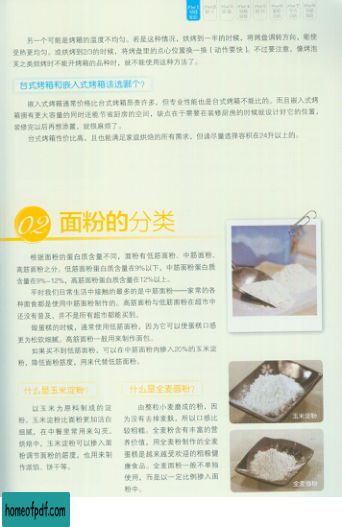 另一个可能是烤箱的温度不均匀。若是这种情况，烘烤到一半的时候，将烤盘调转方向，能使
受热更均匀。或烘烤到2/3的时候，将烤盘里的点心位置换一换（动作要快）。不过要注意，像烤泡
芙之类烘烤时不能开烤箱的品种时，就不能使用这种方法了。
台式烤箱和嵌入式烤箱该选哪个？
嵌入式烤箱通常价格比台式烤箱昂贵许多，但专业性能也是台式烤箱不能比的。而且嵌入式烤
箱拥有更大容量的同时还能节省厨房的空间，缺点在于需要在装修厨房的时候就设计好它的位置，
装修完以后再想添置，就很麻烦了。
台式烤箱性价比高，且也能满足家庭烘焙的所有需求，但请尽量选择容积在24升以上的。
02 面粉的分类
根据面粉的蛋白质含量不同，面粉有低筋面粉、中筋面粉、
高筋面粉之分。低筋面粉蛋白质含量在9%以下，中筋面粉蛋白质
含量在9%~12%，高筋面粉蛋白质含量在12%以上。
平时我们日常生活中接触的最多的是中筋面粉——家常的各
种面食都是使用中筋面粉制作的。高筋面粉与低筋面粉在超市中
还没有普及，并不是所有超市都能买到。
做蛋糕的时候，通常使用低筋面粉，因为它可以使蛋糕口感
更为松软细腻。高筋面粉一般用来制作面包。
如果买不到低筋面粉，可以在中筋面粉内掺入20%的玉米淀
粉，降低面粉筋度，用来代替低筋面粉。
什么是玉米淀粉？
以玉米为原料制成的淀
粉。玉米淀粉比面粉更加洁白
细腻，在中餐里常用来勾芡。
烘焙中，玉米淀粉可以掺入面
粉调节面粉的筋度，也用来制
作派馅、饼干等。
什么是全麦面粉？
由整粒小麦磨成的粉，因
为没有去掉麦麸，所以口感比
较粗糙。全麦粉含有丰富的营
养价值，用全麦粉制作的全麦
蛋糕是越来越受欢迎的粗粮健
康食品。全麦面粉一般不单独
使用，而是以一定比例掺入面
粉中。
玉米淀粉
全麦面粉
homeofpdf.com